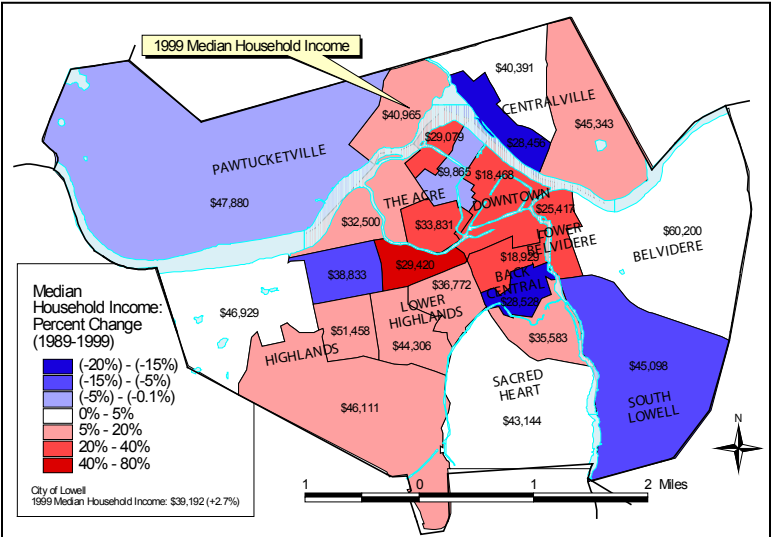 1999 Median Household Income
$40,391
CENTRALVILLE
$40,965
$45,343
$29,079
$28,456
PAWTUCKETVILLE
$9,865
$18,468
$47,880
THE ACRE
DOWNTOWN
$32,500
$33,831
$25,417
LOWER
BELVIDERE
$60,200
BELVIDERE
$38,833
$29,420
$18,929
BACK
CENTRAL
$28,526
$36,772
LOWER
HIGHLANDS
$46,929
$51,458
$44,306
HIGHLANDS
$35,583
$46,111
SACRED
HEART
$43,144
$45,098
SOUTH
LOWELL
Median
Household Income:
Percent Change
(1989-1999)
(-20%) - (-15%)
(-15%) - (-5%)
(-5%) - (-0.1%)
0% - 5%
5% - 20%
20% - 40%
40% - 80%
City of Lowell
1999 Median Household Income: $39,192 (+2.7%)
N
1 0 1 2 Miles